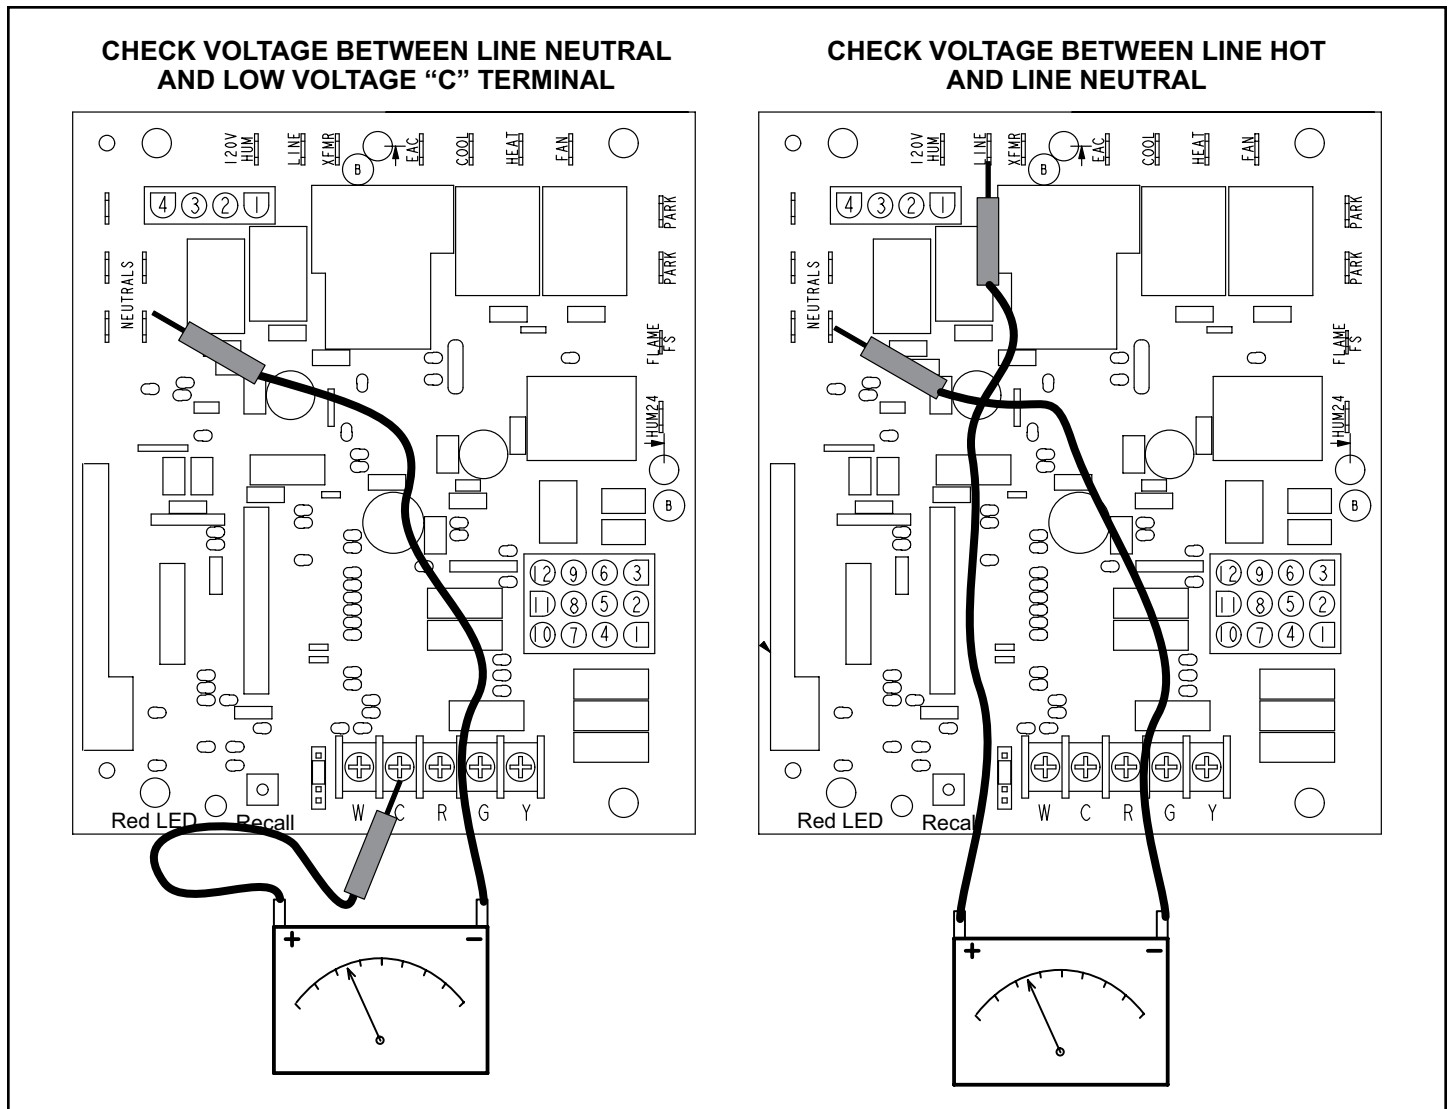 CHECK VOLTAGE BETWEEN LINE NEUTRAL
AND LOW VOLTAGE “C” TERMINAL
120V
HUM
LINE
XFMR
EAC
COOL
HEAT
FAN
B
4 3 2 1
PARK
PARK
NEUTRALS
FLAME
FS
HUM24
B
12 9 6 3
11 8 5 2
10 7 4 1
W C R G Y
Red LED
Recall
+ −
CHECK VOLTAGE BETWEEN LINE HOT
AND LINE NEUTRAL
120V
HUM
LINE
XFMR
EAC
COOL
HEAT
FAN
B
4 3 2 1
PARK
PARK
NEUTRALS
FLAME
FS
HUM24
B
12 9 6 3
11 8 5 2
10 7 4 1
W C R G Y
Red LED
Recall
+ −